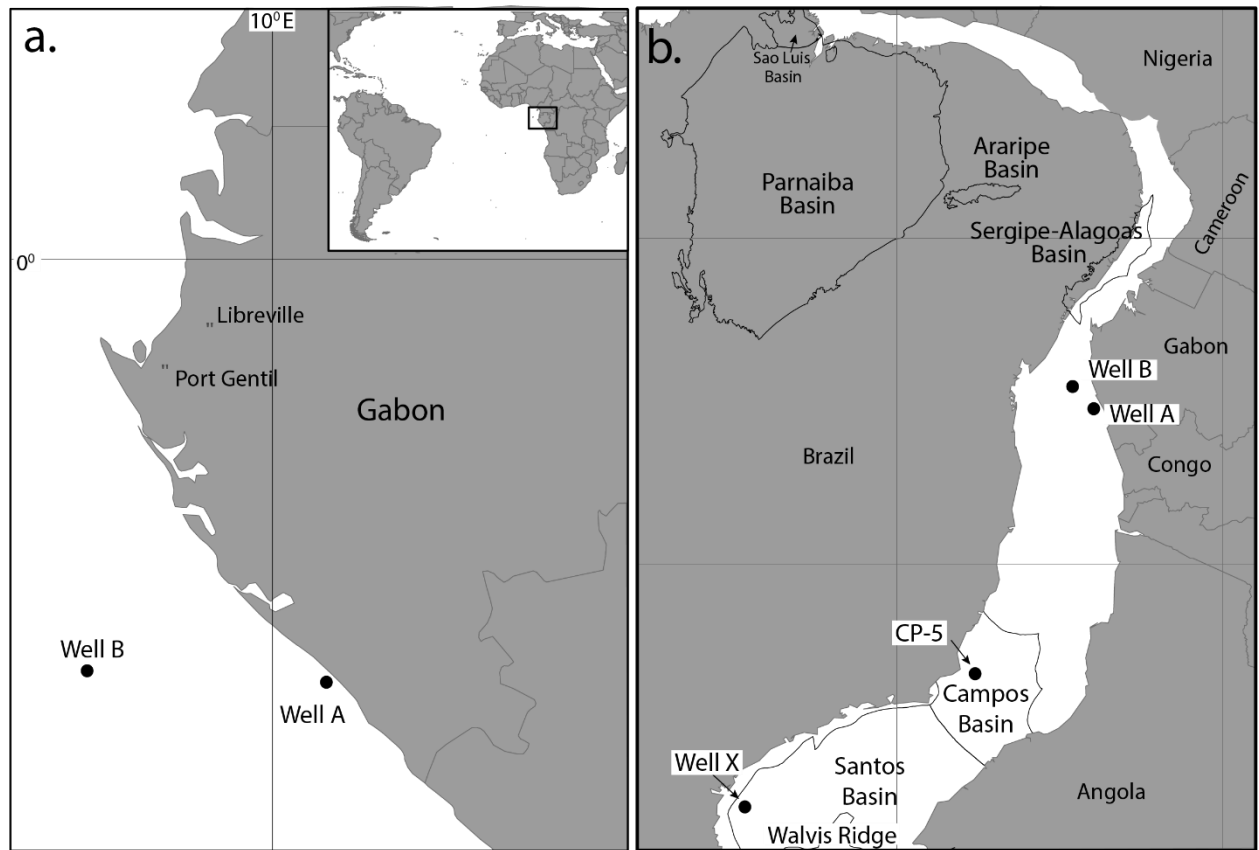 a.
10⁰ E
0⁰
Libreville
Port Gentil
Gabon
Well B
Well A
b.
Sao Luis
Basin
Nigeria
Parnaiba
Basin
Araripe
Basin
Sergipe-Alagoas
Basin
Cameroon
Gabon
Well B
Well A
Brazil
Congo
CP-5
Campos
Basin
Well X
Santos
Basin
Angola
Walvis Ridge